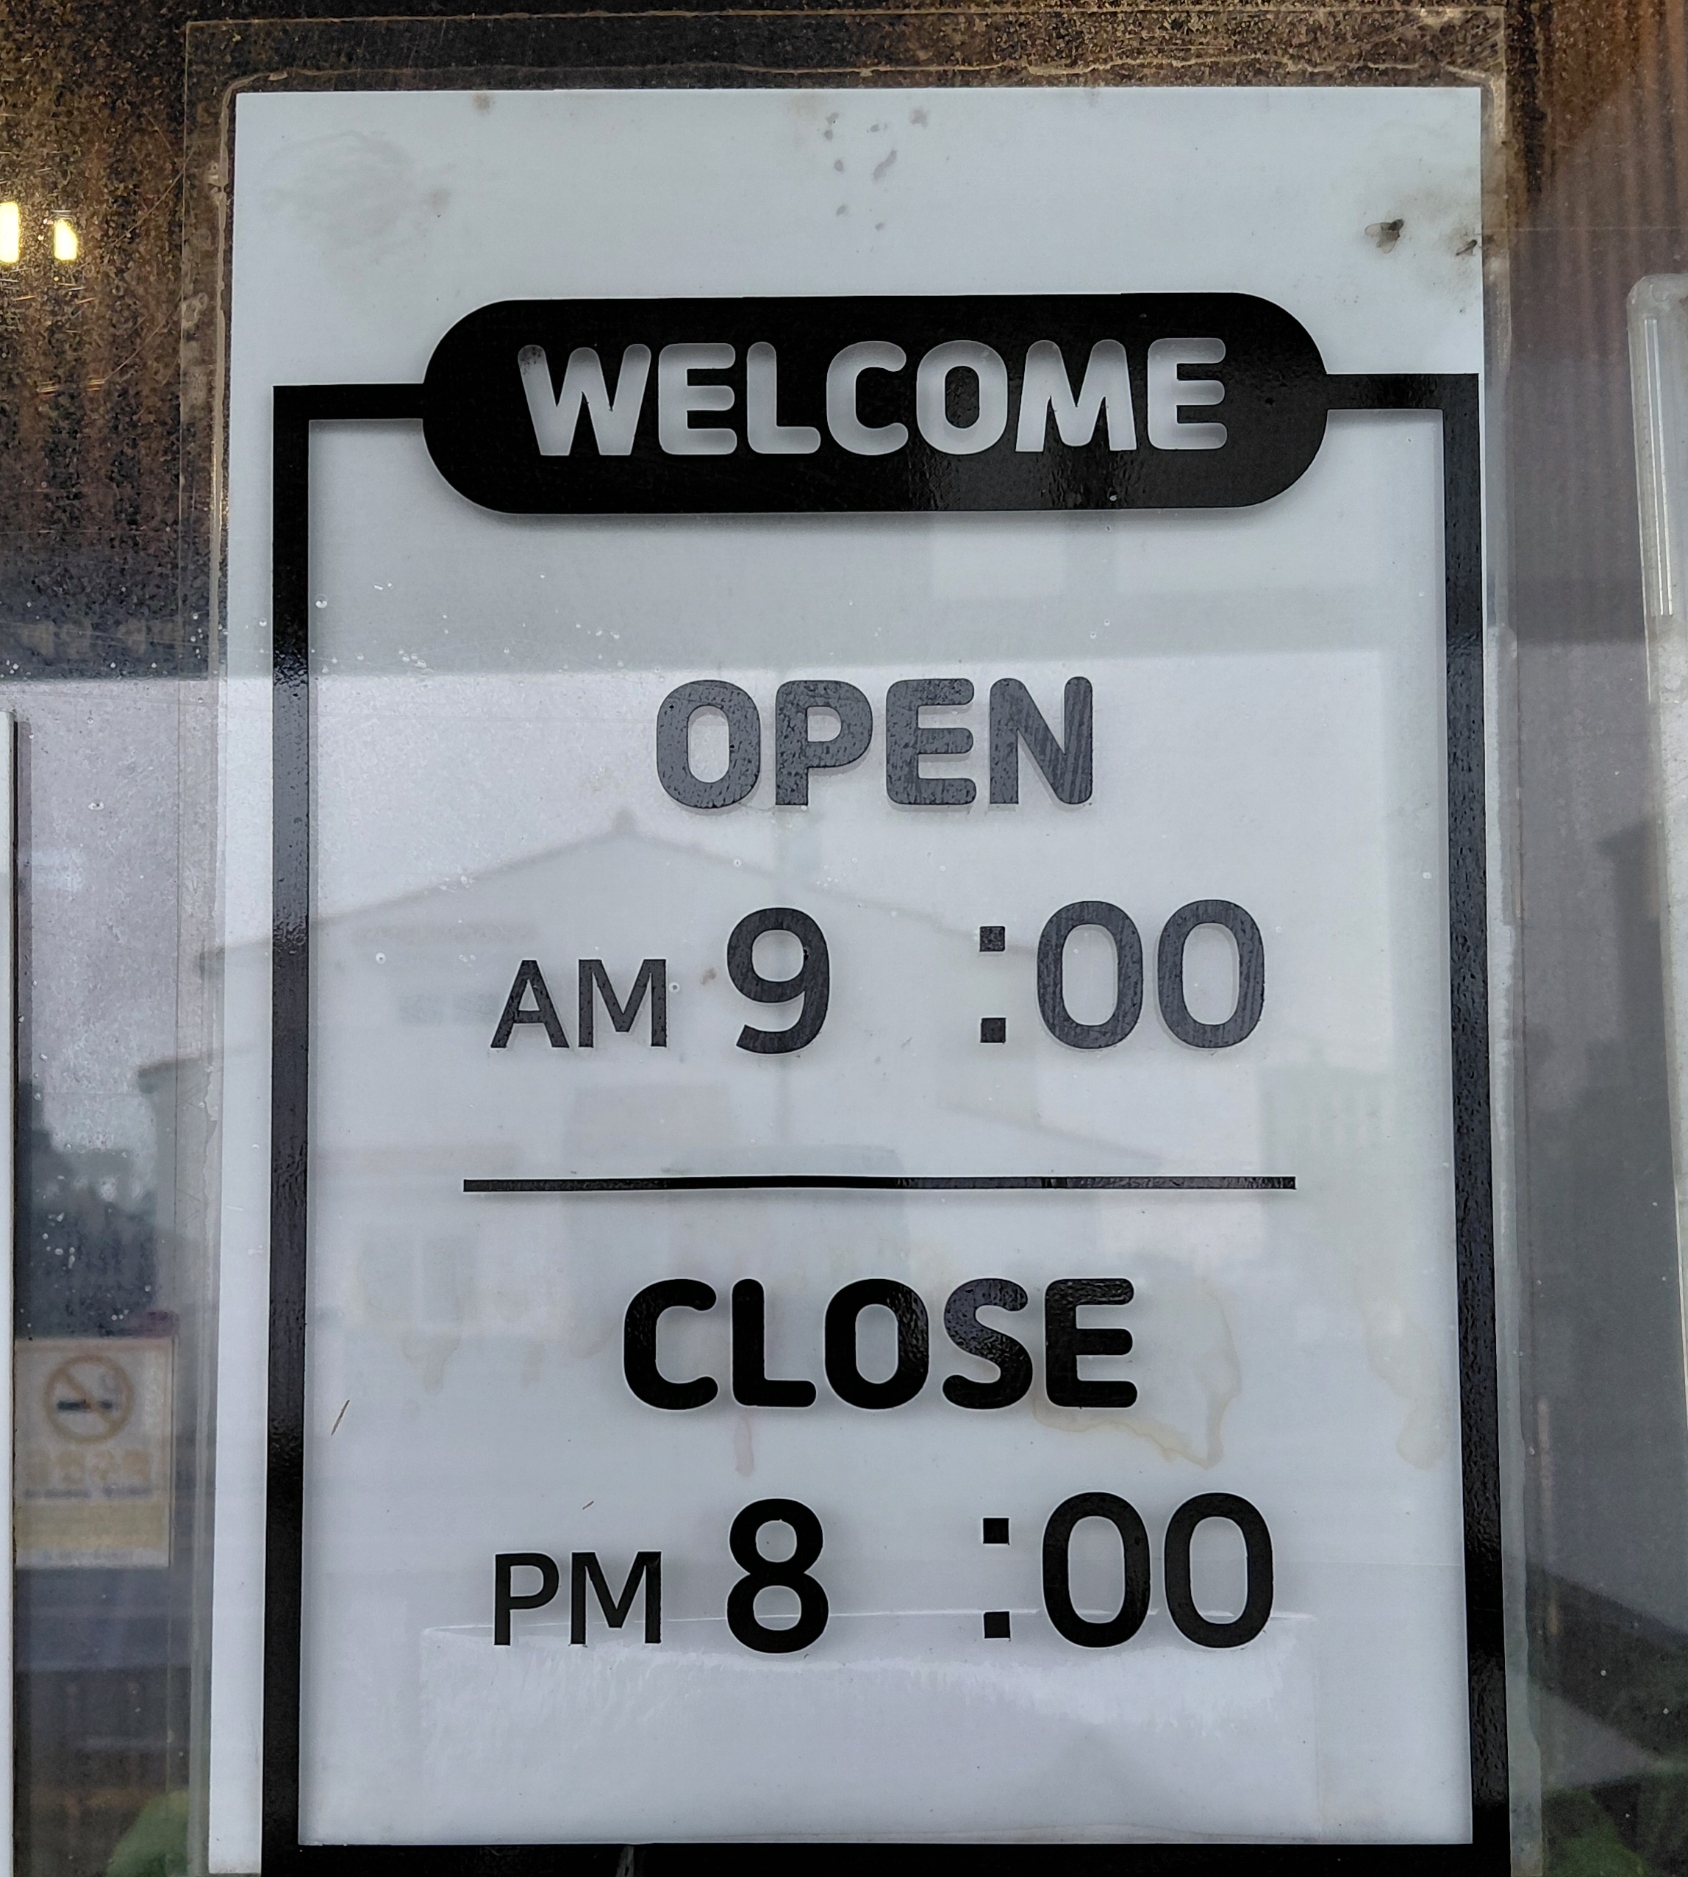 WELCOME
OPEN
AM 9 :00
CLOSE
PM 8 :00